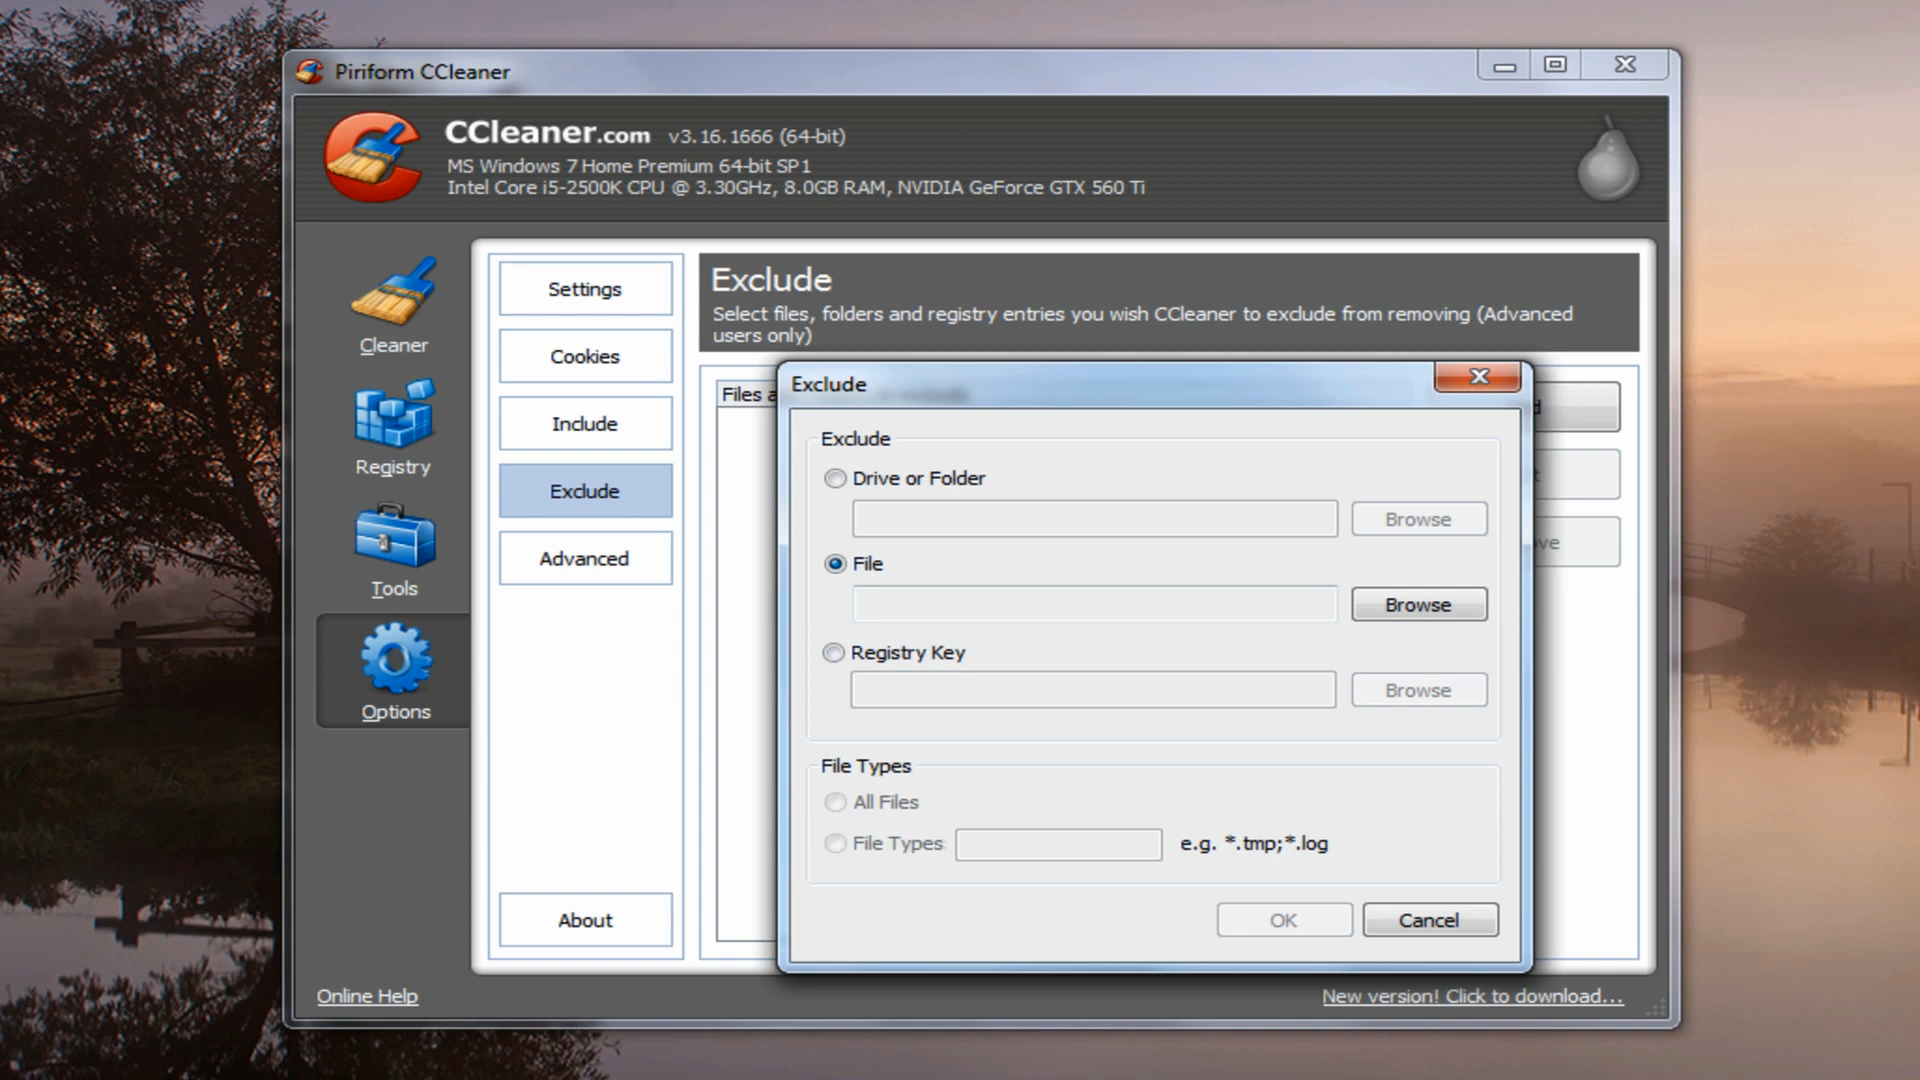 Piriform CCleaner
CCleaner.com v3.16.1666 (64-bit)
MS Windows 7 Home Premium 64-bit SP1
Intel Core i5-2500K CPU @ 3.30GHz, 8.0GB RAM, NVIDIA GeForce GTX 560 Ti
Cleaner
Registry
Tools
Options
Settings
Cookies
Include
Exclude
Advanced
About
Exclude
Select files, folders and registry entries you wish CCleaner to exclude from removing (Advanced
users only)
Files
Exclude
Exclude
Drive or Folder
Browse
File
Browse
Registry Key
Browse
File Types
All Files
File Types
e.g. *.tmp;*.log
OK
Cancel
Online Help
New version! Click to download...